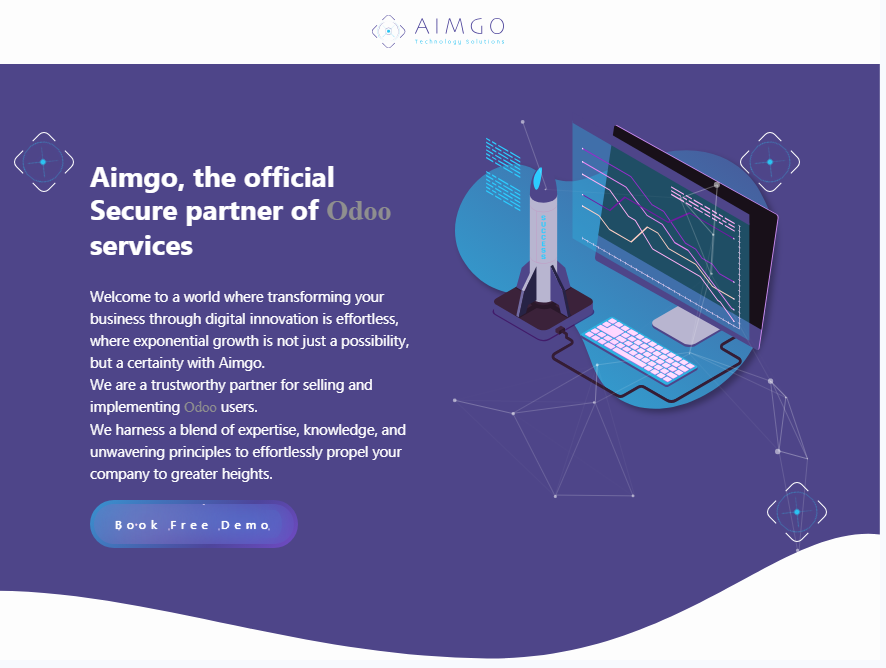 AIMGO
Technology Solutions
Aimgo, the official
Secure partner of Odoo
services
Welcome to a world where transforming your
business through digital innovation is effortless,
where exponential growth is not just a possibility,
but a certainty with Aimgo.
We are a trustworthy partner for selling and
implementing Odoo users.
We harness a blend of expertise, knowledge, and
unwavering principles to effortlessly propel your
company to greater heights.
Book Free Demo
SUCCESS